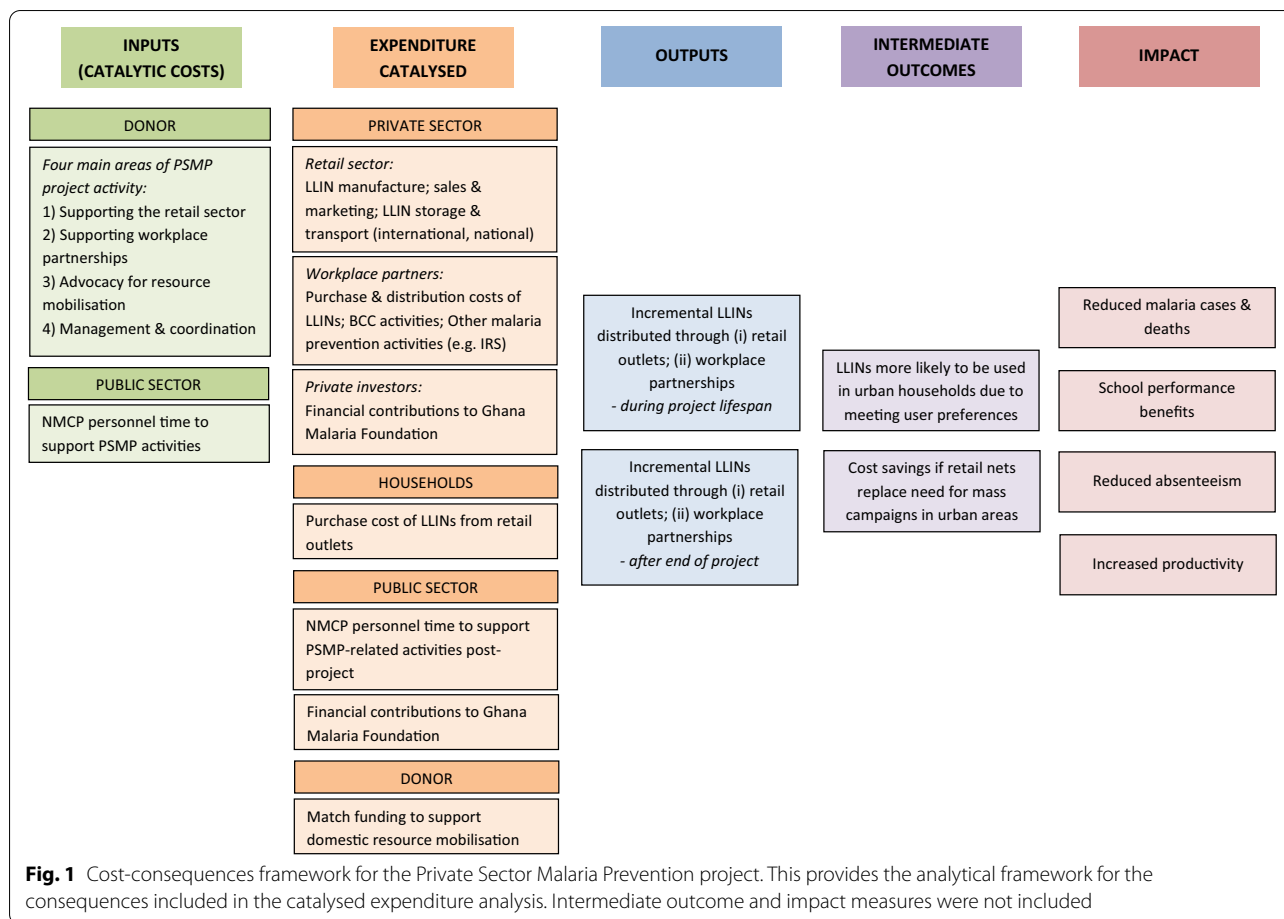 INPUTS
(CATALYTIC COSTS)
DONOR
Four main areas of PSMP
project activity:
1) Supporting the retail sector
2) Supporting workplace
partnerships
3) Advocacy for resource
mobilisation
4) Management & coordination
PUBLIC SECTOR
NMCP personnel time to
support PSMP activities
EXPENDITURE
CATALYSED
PRIVATE SECTOR
Retail sector:
LLIN manufacture; sales &
marketing; LLIN storage &
transport (international, national)
Workplace partners:
Purchase & distribution costs of
LLINs; BCC activities; Other malaria
prevention activities (e.g. IRS)
Private investors:
Financial contributions to Ghana
Malaria Foundation
HOUSEHOLDS
Purchase cost of LLINs from retail
outlets
PUBLIC SECTOR
NMCP personnel time to support
PSMP-related activities post-
project
Financial contributions to Ghana
Malaria Foundation
DONOR
Match funding to support
domestic resource mobilisation
OUTPUTS
Incremental LLINs
distributed through (i) retail
outlets; (ii) workplace
partnerships
- during project lifespan
Incremental LLINs
distributed through (i) retail
outlets; (ii) workplace
partnerships
- after end of project
INTERMEDIATE
OUTCOMES
LLINs more likely to be used
in urban households due to
meeting user preferences
Cost savings if retail nets
replace need for mass
campaigns in urban areas
IMPACT
Reduced malaria cases &
deaths
School performance
benefits
Reduced absenteeism
Increased productivity
Fig. 1 Cost-consequences framework for the Private Sector Malaria Prevention project. This provides the analytical framework for the
consequences included in the catalysed expenditure analysis. Intermediate outcome and impact measures were not included